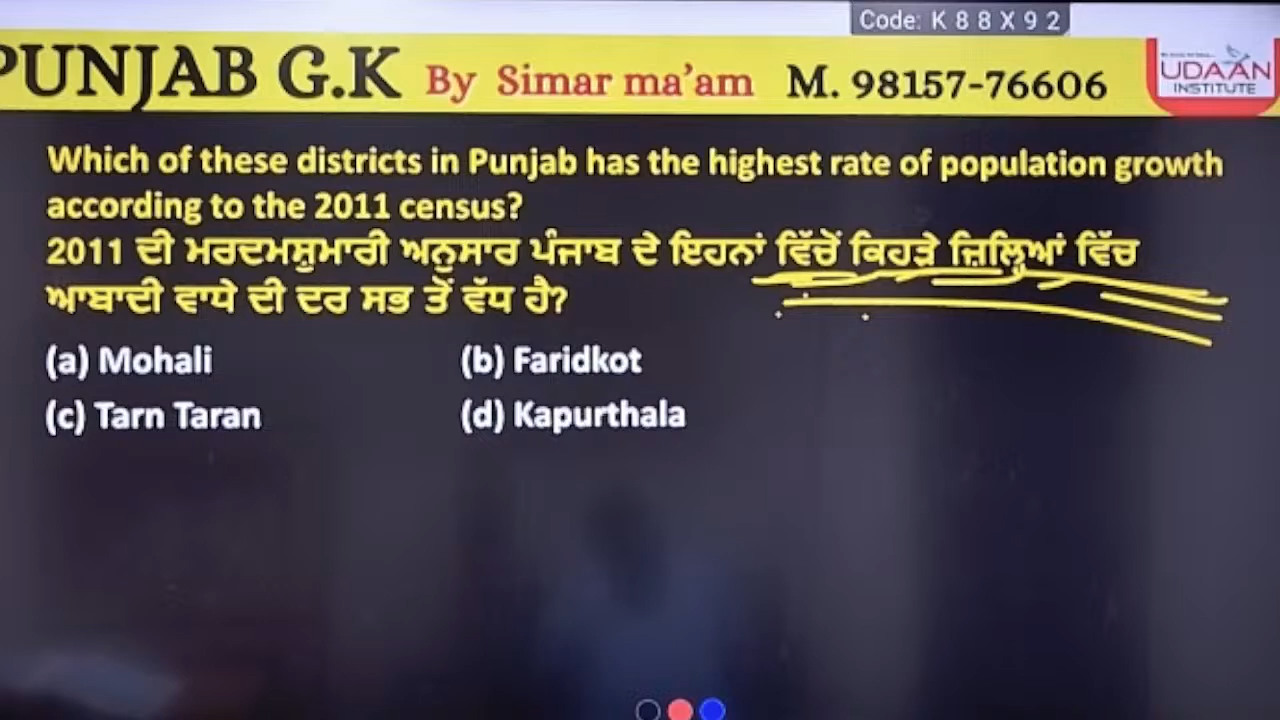 Code: K 8 8 X 9 2
PUNJAB G.K By Simar ma'am M. 98157-76606
UDAAN
INSTITUTE
Which of these districts in Punjab has the highest rate of population growth
according to the 2011 census?
2011 ਦੀ ਮਰਦਮਸ਼ੁਮਾਰੀ ਅਨੁਸਾਰ ਪੰਜਾਬ ਦੇ ਇਹਨਾਂ ਵਿੱਚੋਂ ਕਿਹੜੇ ਜ਼ਿਲ੍ਹਿਆਂ ਵਿੱਚ
ਆਬਾਦੀ ਵਾਧੇ ਦੀ ਦਰ ਸਭ ਤੋਂ ਵੱਧ ਹੈ?
(a) Mohali (b) Faridkot
(c) Tarn Taran (d) Kapurthala